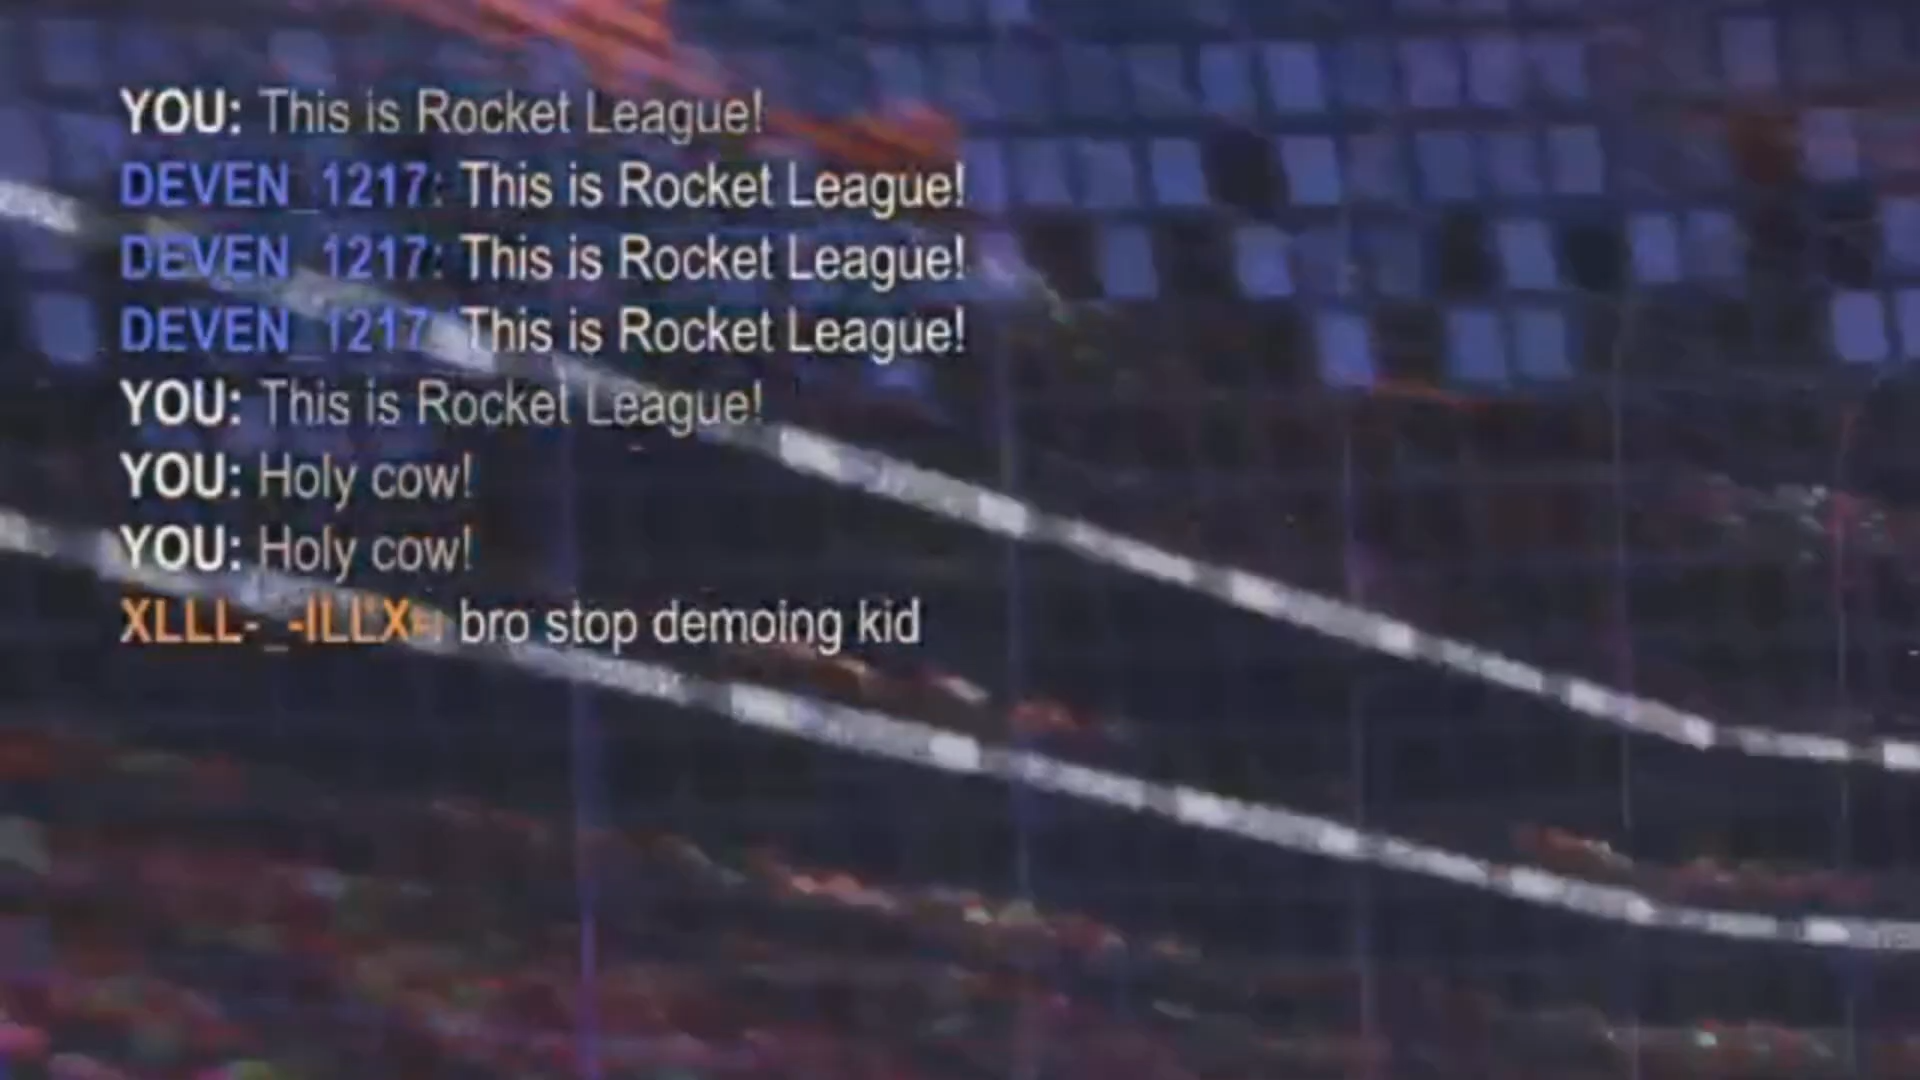 YOU: This is Rocket League!
DEVEN_1217: This is Rocket League!
DEVEN_1217: This is Rocket League!
DEVEN_1217: This is Rocket League!
YOU: This is Rocket League!
YOU: Holy cow!
YOU: Holy cow!
XLLL-_-ILLX: bro stop demoing kid